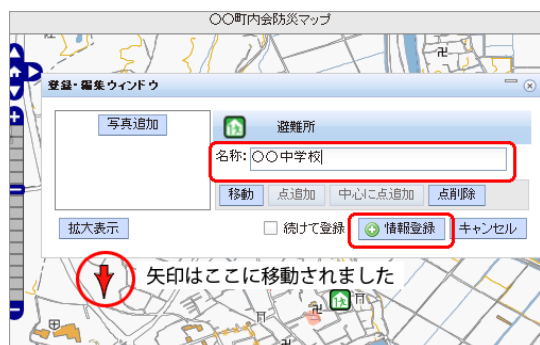 〇〇町内会防災マップ
登録・編集ウィンドウ
写真追加
避難所
名称: 〇〇中学校
移動 点追加 中心に点追加 点削除
拡大表示 続けて登録 情報登録 キャンセル
矢印はここに移動されました